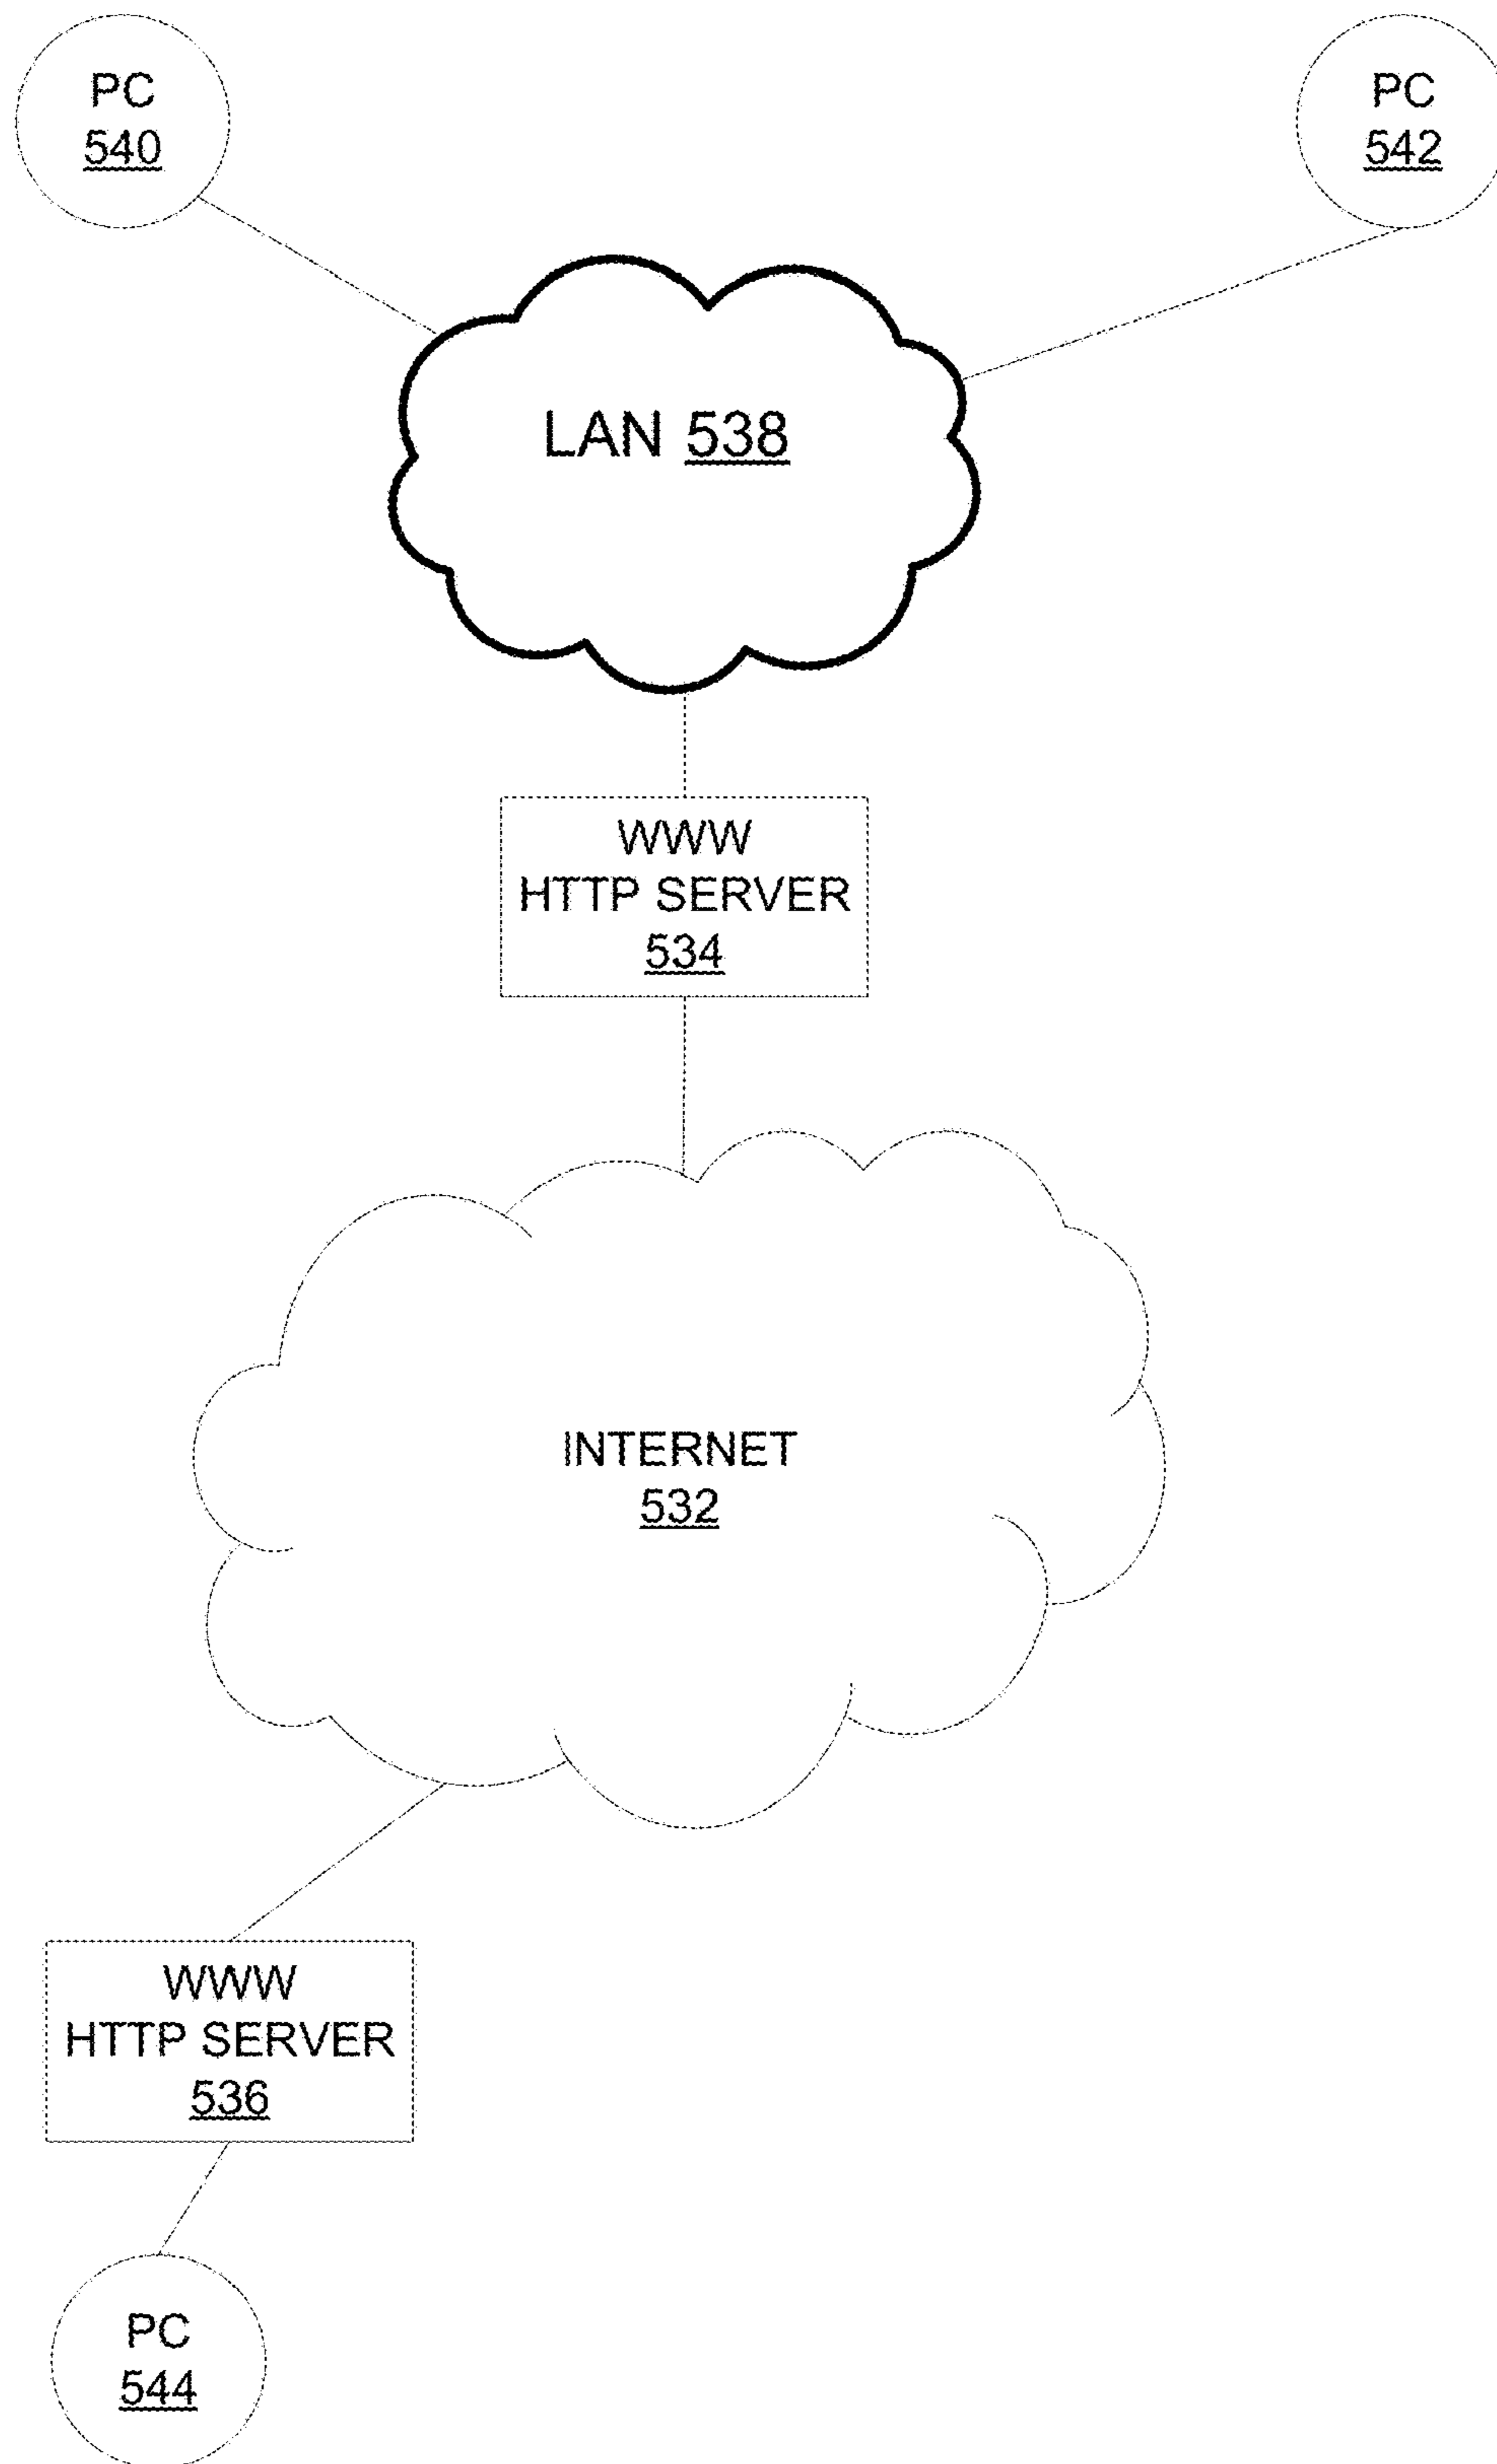 PC
540
PC
542
LAN 538
WWW
HTTP SERVER
534
INTERNET
532
WWW
HTTP SERVER
536
PC
544